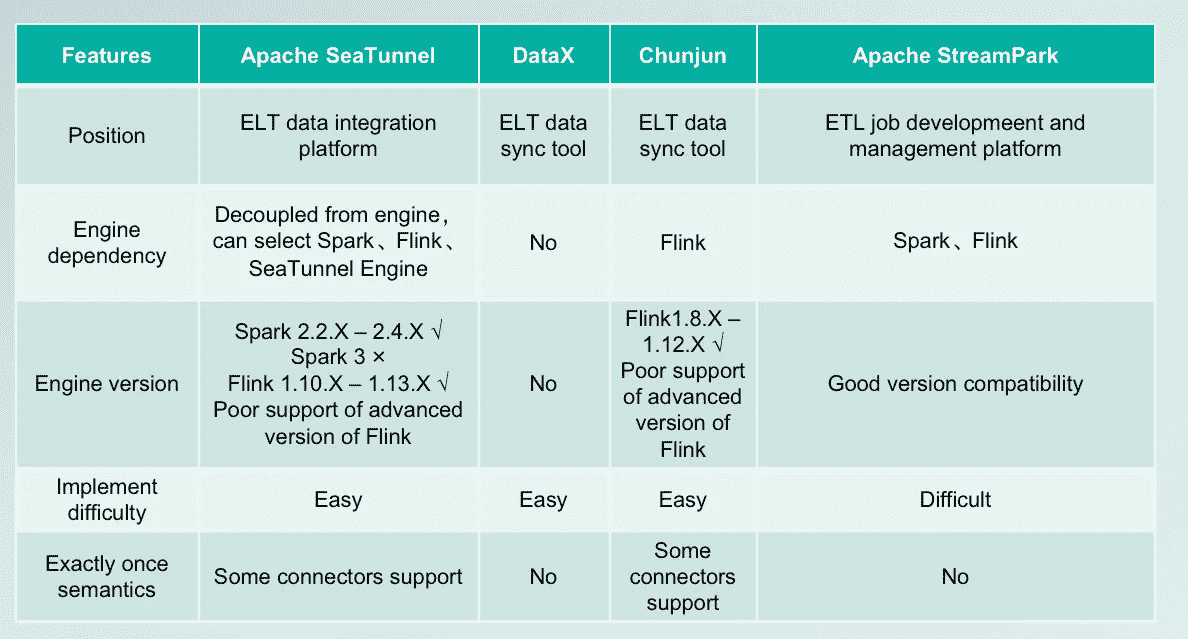 Features
Apache SeaTunnel
DataX
Chunjun
Apache StreamPark
Position
ELT data integration
platform
ELT data
sync tool
ELT data
sync tool
ETL job developmeent and
management platform
Engine
dependency
Decoupled from engine，
can select Spark、Flink、
SeaTunnel Engine
No
Flink
Spark、Flink
Engine version
Spark 2.2.X – 2.4.X √
Spark 3 ×
Flink 1.10.X – 1.13.X √
Poor support of advanced
version of Flink
No
Flink1.8.X –
1.12.X √
Poor support
of advanced
version of
Flink
Good version compatibility
Implement
difficulty
Easy
Easy
Easy
Difficult
Exactly once
semantics
Some connectors support
No
Some
connectors
support
No